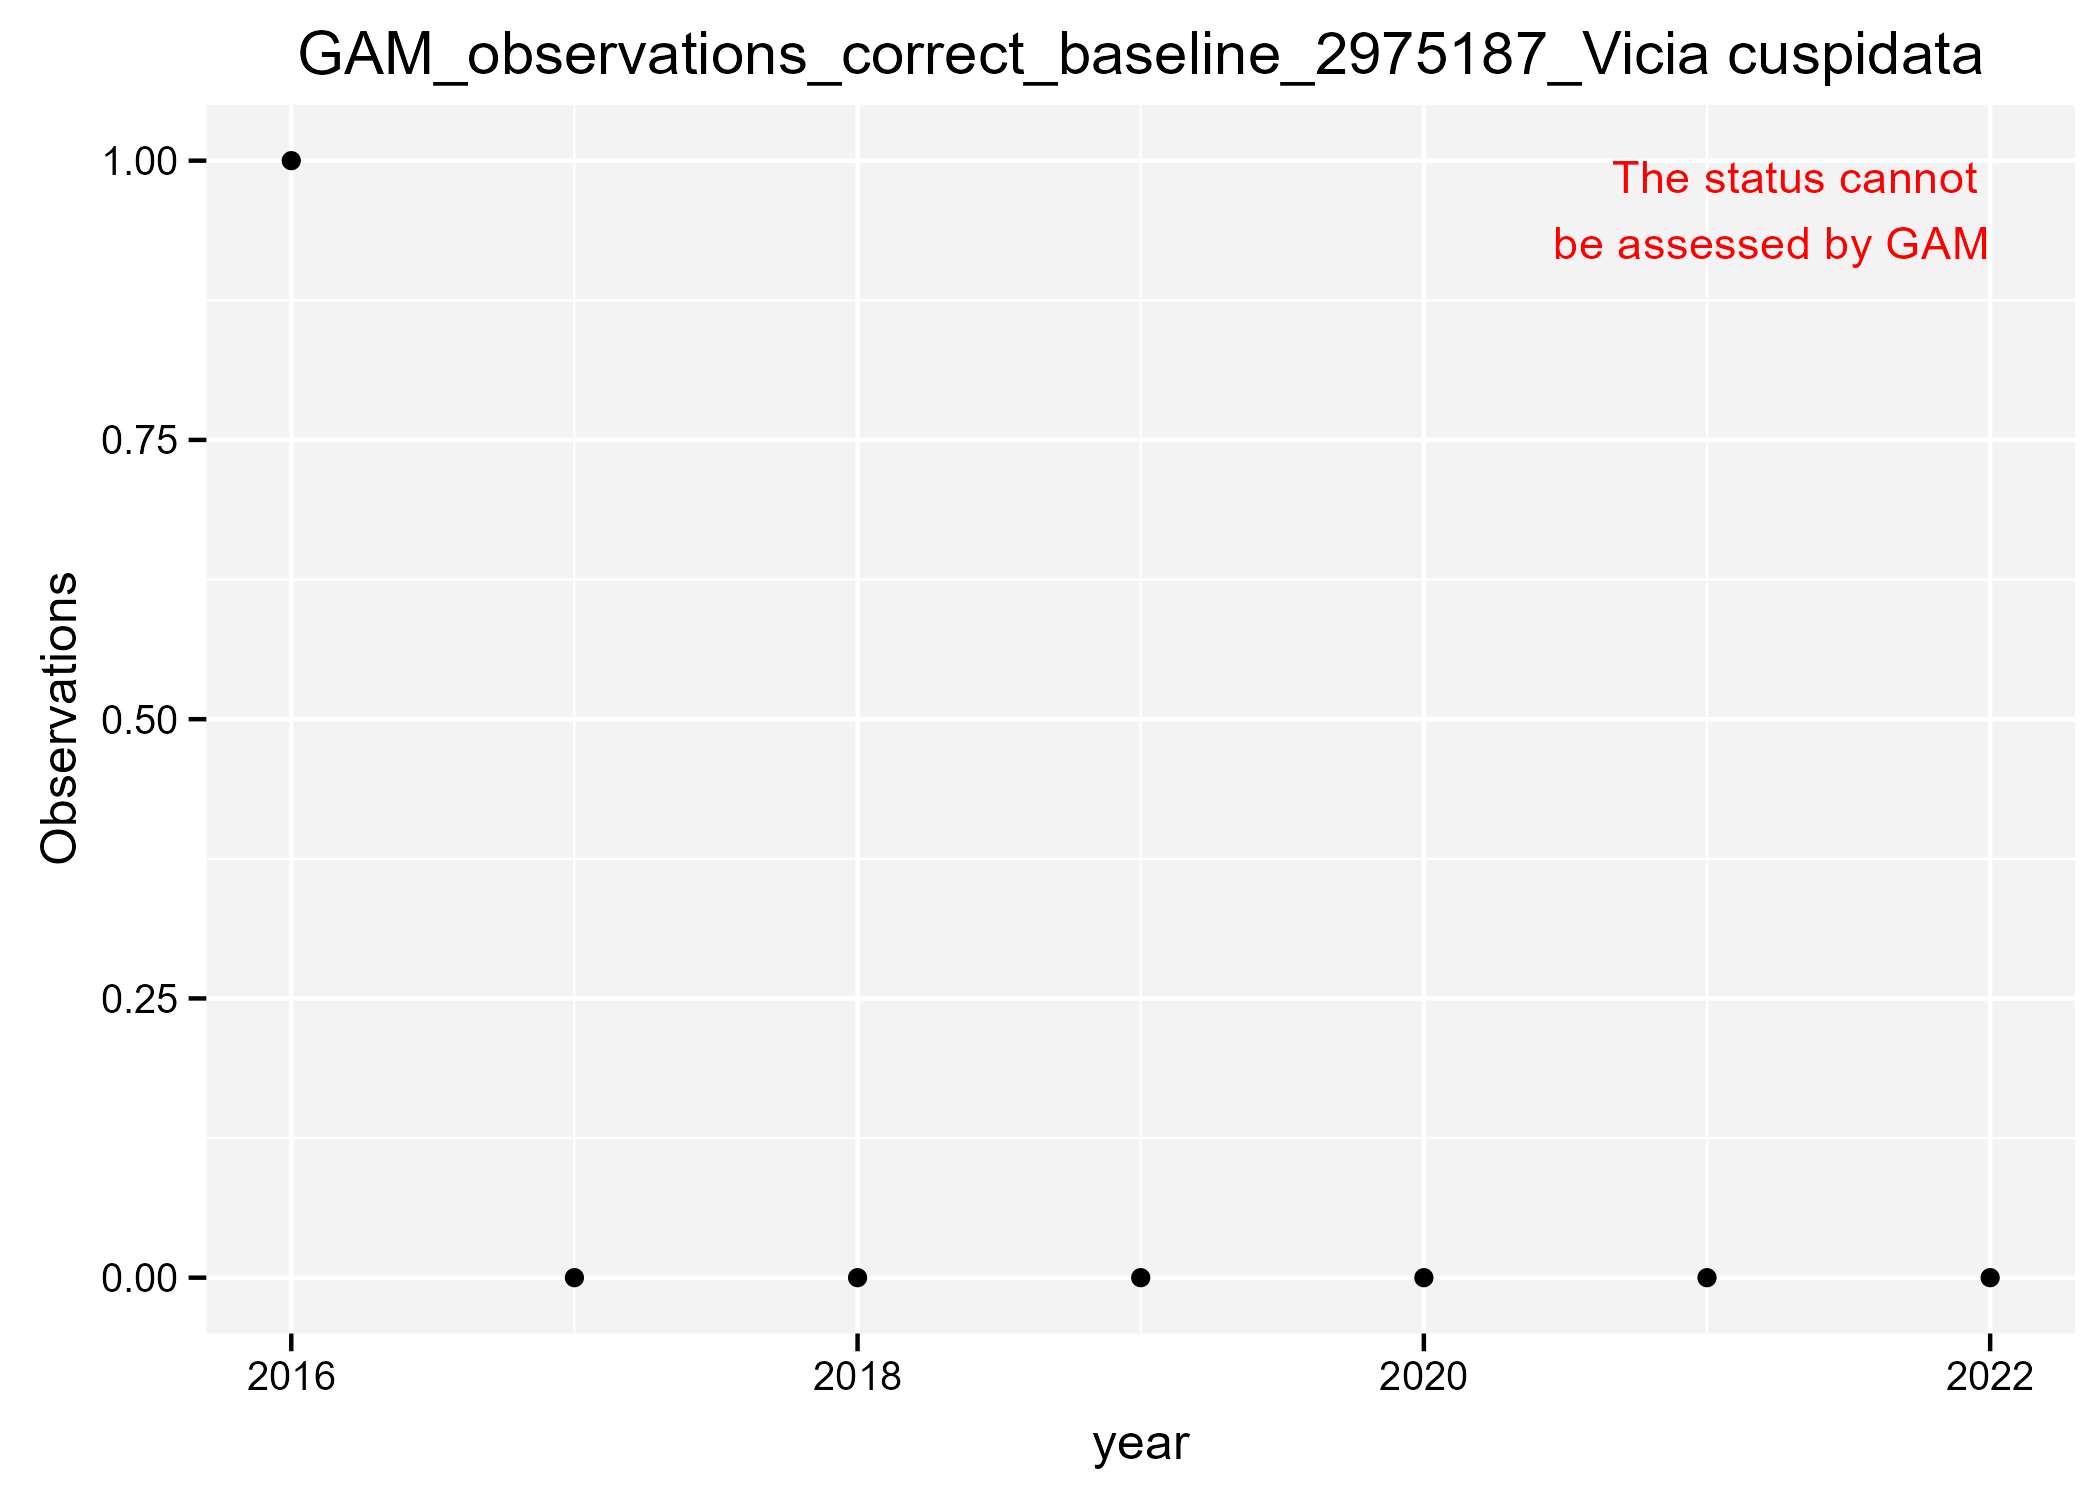 GAM_observations_correct_baseline_2975187_Vicia cuspidata
The status cannot
be assessed by GAM
1.00
0.75
0.50
0.25
0.00
Observations
2016 2018 2020 2022
year